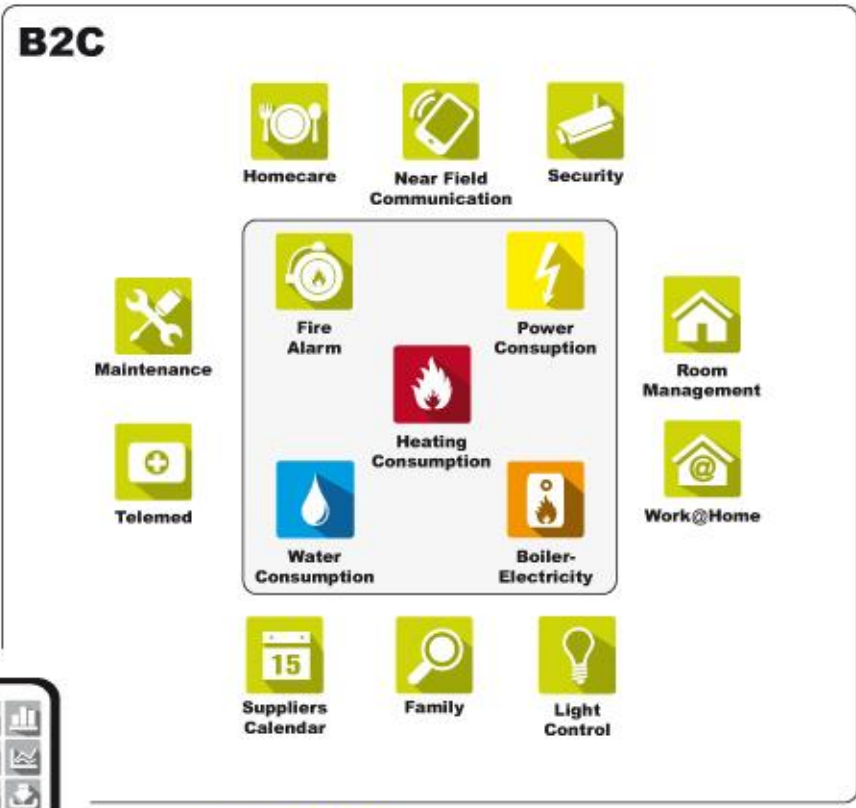 B2C
Homecare
Near Field
Communication
Security
Fire
Alarm
Power
Consuption
Maintenance
Room
Management
Heating
Consumption
Telemed
@
Work@Home
Water
Consumption
Boiler-
Electricity
15
Suppliers
Calendar
Family
Light
Control